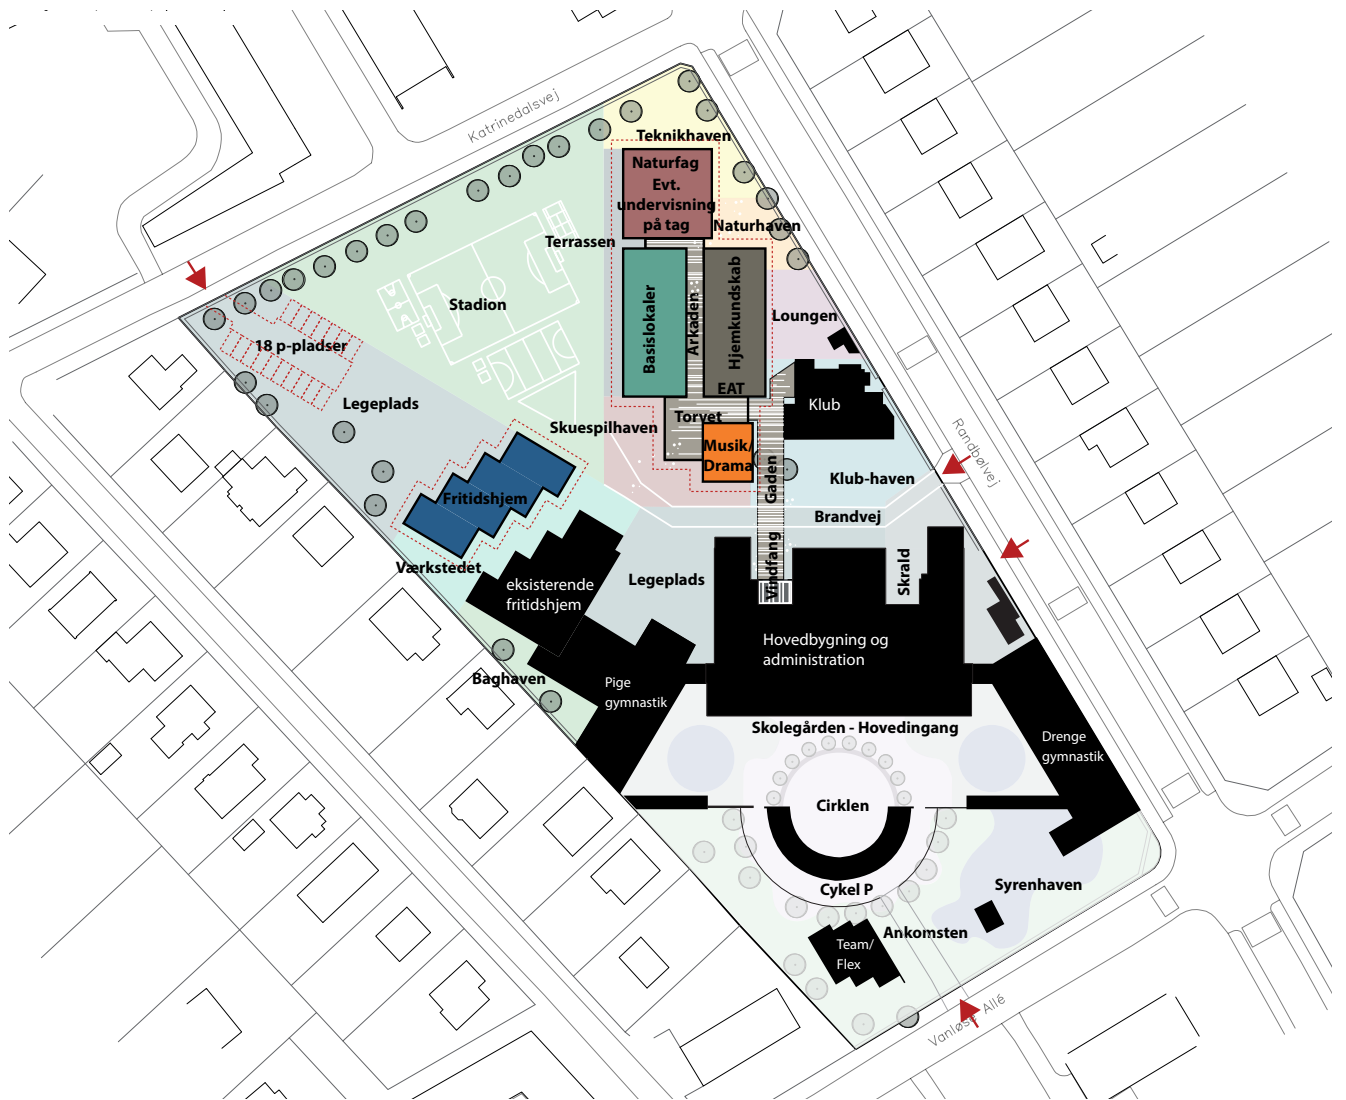 Katrinedalsvej
Teknikhaven
Naturfag
Evt.
undervisning
på tag
Naturhaven
Terrassen
Stadion
Basislokaler
Arkaden
Hjemkundskab
Loungen
18 p-pladser
EAT
Klub
Legeplads
Torvet
Skuespilhaven
Musik/
Drama
Randbølvej
Gaden
Klub-haven
Fritidshjem
Brandvej
Værkstedet
Vindfang
Skrald
eksisterende
fritidshjem
Legeplads
Hovedbygning og
administration
Baghaven
Pige
gymnastik
Skolegården - Hovedingang
Drenge
gymnastik
Cirklen
Cykel P
Syrenhaven
Ankomsten
Team/
Flex
Vanløse Allé